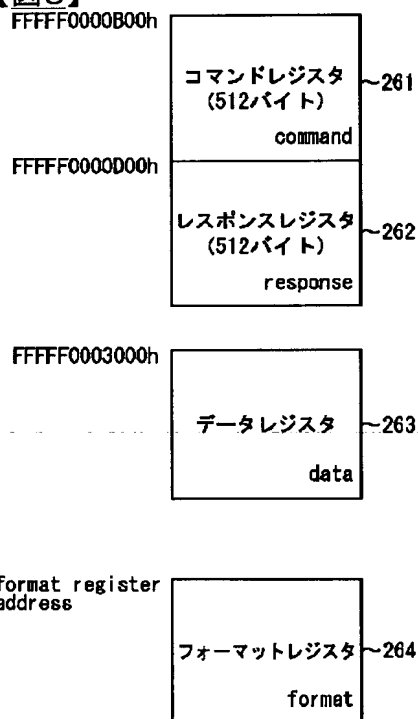 FFFFF0000B00h
コマンドレジスタ
(512バイト)
command
~261
FFFFF0000D00h
レスポンスレジスタ
(512バイト)
response
~262
FFFFF0003000h
データレジスタ
data
~263
format register
address
フォーマットレジスタ
format
~264